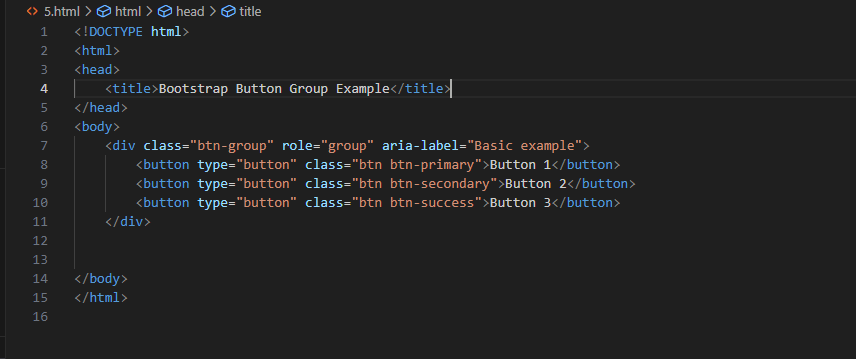 5.html > html > head > title
1 <!DOCTYPE html>
2 <html>
3 <head>
4     <title>Bootstrap Button Group Example</title>
5 </head>
6 <body>
7     <div class="btn-group" role="group" aria-label="Basic example">
8         <button type="button" class="btn btn-primary">Button 1</button>
9         <button type="button" class="btn btn-secondary">Button 2</button>
10         <button type="button" class="btn btn-success">Button 3</button>
11     </div>
12
13
14 </body>
15 </html>
16